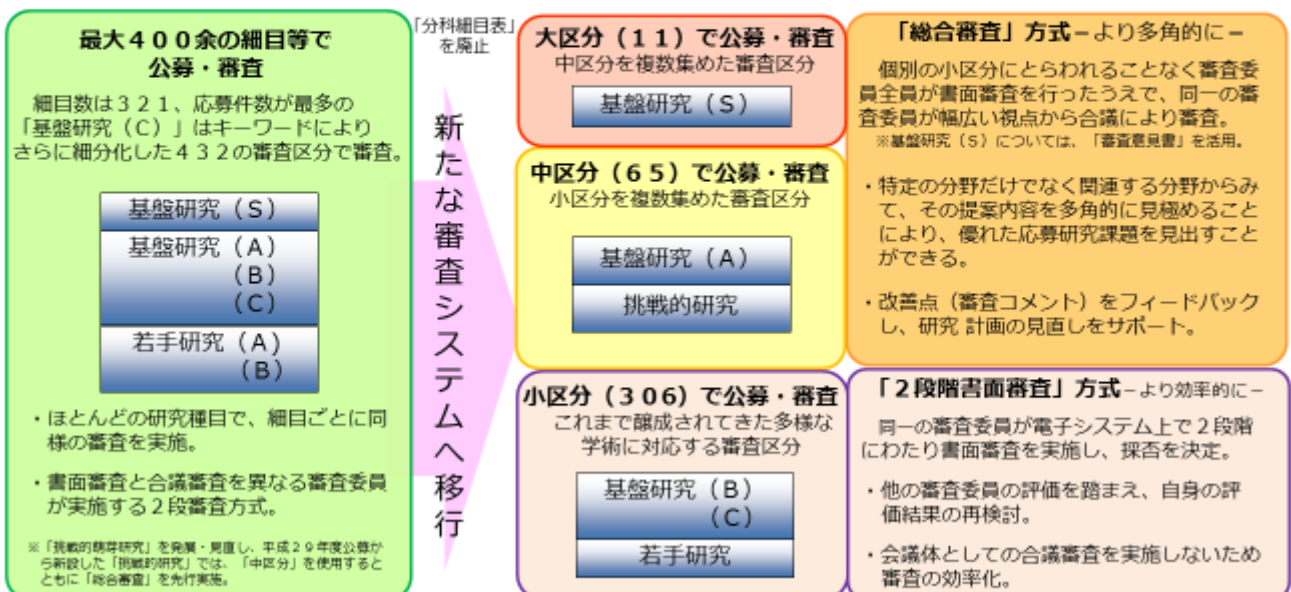 最大４００余の細目等で
公募・審査
細目数は３２１、応募件数が最多の
「基盤研究（Ｃ）」はキーワードにより
さらに細分化した４３２の審査区分で審査。
基盤研究（Ｓ）
基盤研究（Ａ）
（Ｂ）
（Ｃ）
若手研究（Ａ）
（Ｂ）
・ほとんどの研究種目で、細目ごとに同
様の審査を実施。
・書面審査と合議審査を異なる審査委員
が実施する２段審査方式。
※「挑戦的萌芽研究」を発展・見直し、平成２９年度公募か
ら新設した「挑戦的研究」では、「中区分」を使用すると
ともに「総合審査」を先行実施。
「分科細目表」
を廃止
新たな審査システムへ移行
大区分（１１）で公募・審査
中区分を複数集めた審査区分
基盤研究（Ｓ）
中区分（６５）で公募・審査
小区分を複数集めた審査区分
基盤研究（Ａ）
挑戦的研究
小区分（３０６）で公募・審査
これまで醸成されてきた多様な
学術に対応する審査区分
基盤研究（Ｂ）
（Ｃ）
若手研究
「総合審査」方式－より多角的に－
個別の小区分にとらわれることなく審査委
員全員が書面審査を行ったうえで、同一の審
査委員が幅広い視点から合議により審査。
※基盤研究（Ｓ）については、「審査意見書」を活用。
・特定の分野だけでなく関連する分野からみ
て、その提案内容を多角的に見極めること
により、優れた応募研究課題を見出すこと
ができる。
・改善点（審査コメント）をフィードバック
し、研究 計画の見直しをサポート。
「２段階書面審査」方式－より効率的に－
同一の審査委員が電子システム上で２段階
にわたり書面審査を実施し、採否を決定。
・他の審査委員の評価を踏まえ、自身の評
価結果の再検討。
・会議体としての合議審査を実施しないため
審査の効率化。